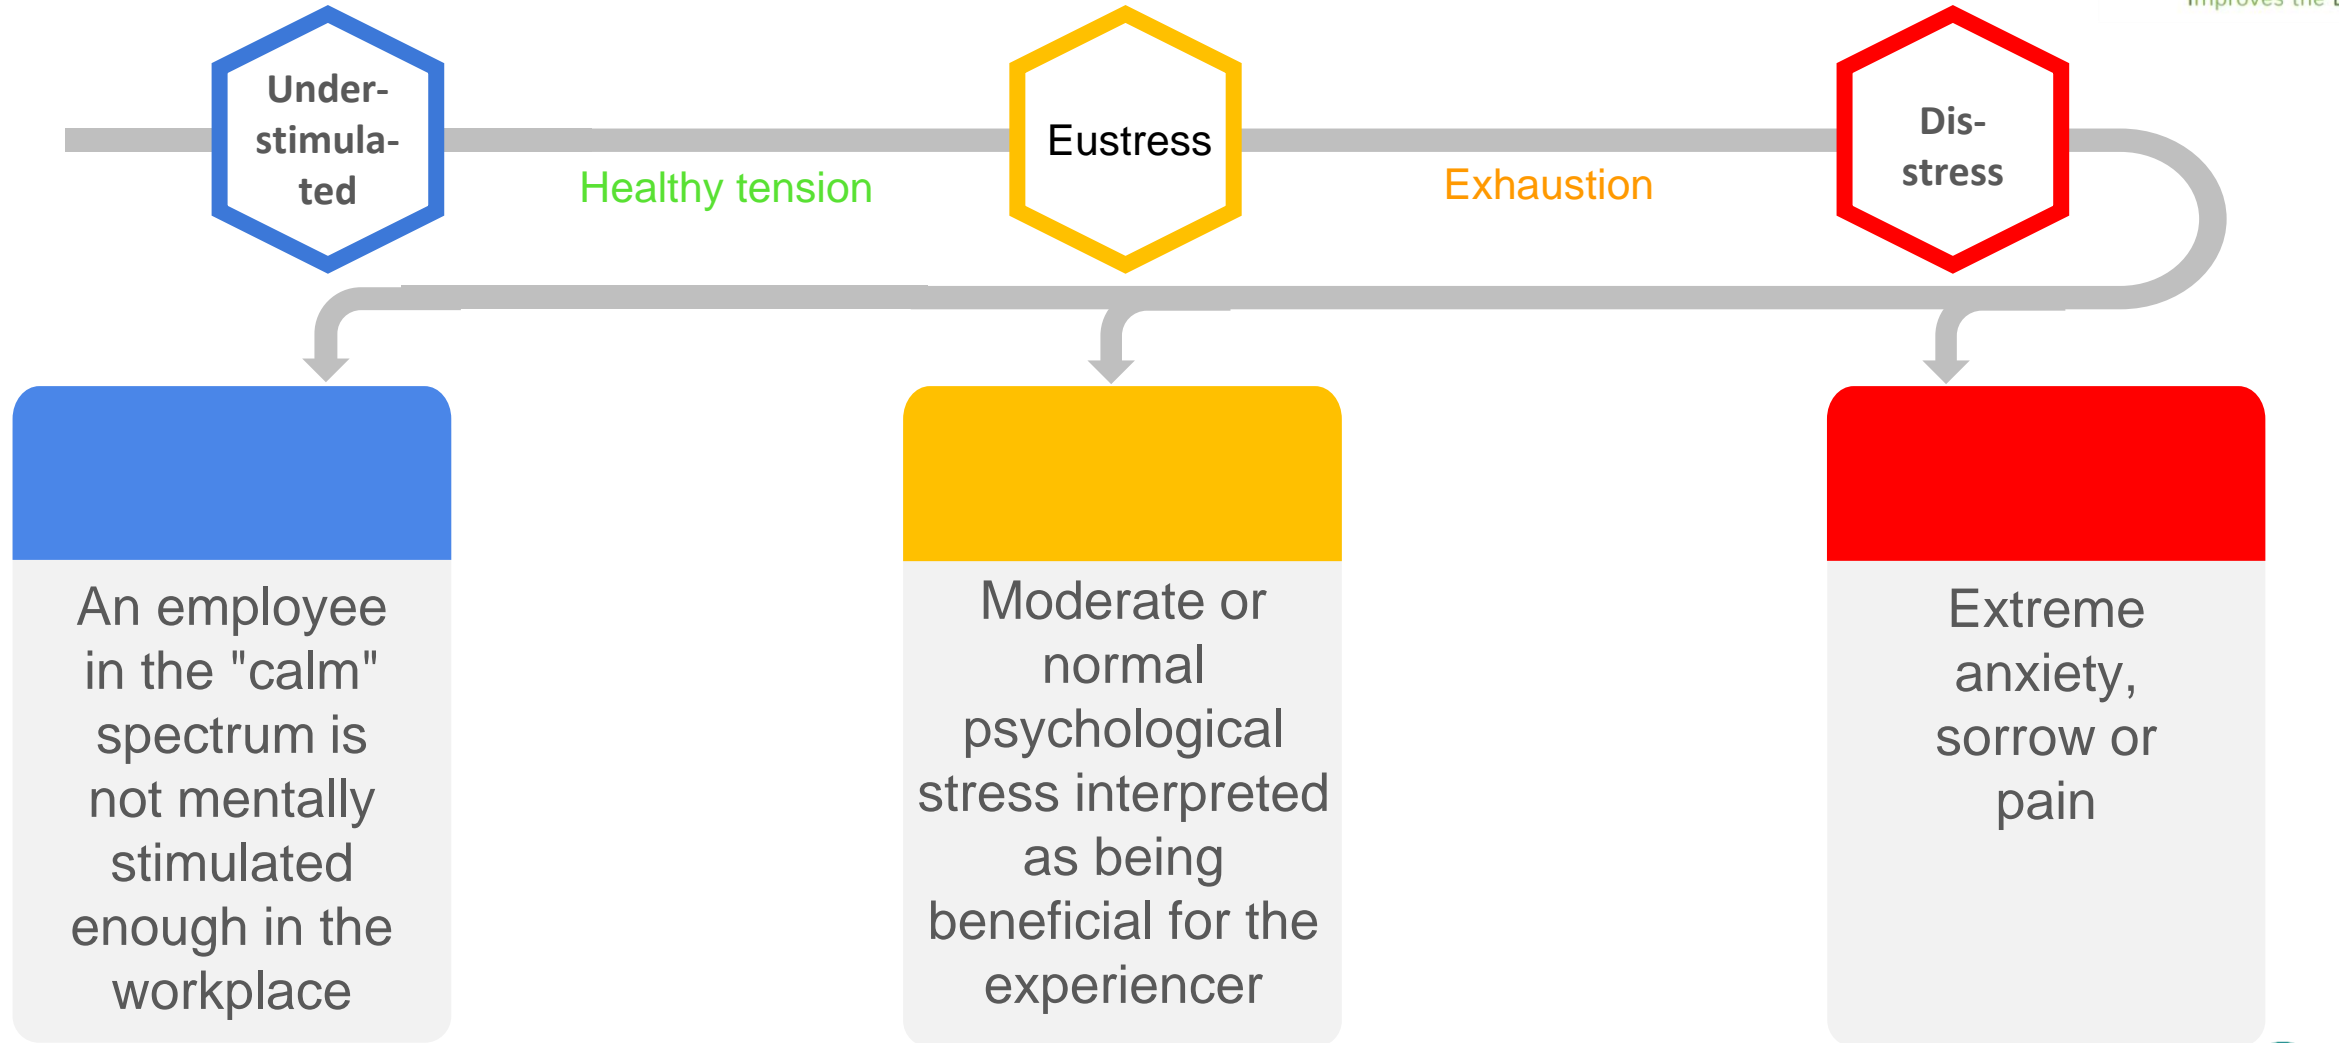 Improves the
Under-
stimula-
ted
Eustress
Dis-
stress
Healthy tension
Exhaustion
An employee
in the "calm"
spectrum is
not mentally
stimulated
enough in the
workplace
Moderate or
normal
psychological
stress interpreted
as being
beneficial for the
experiencer
Extreme
anxiety,
sorrow or
pain